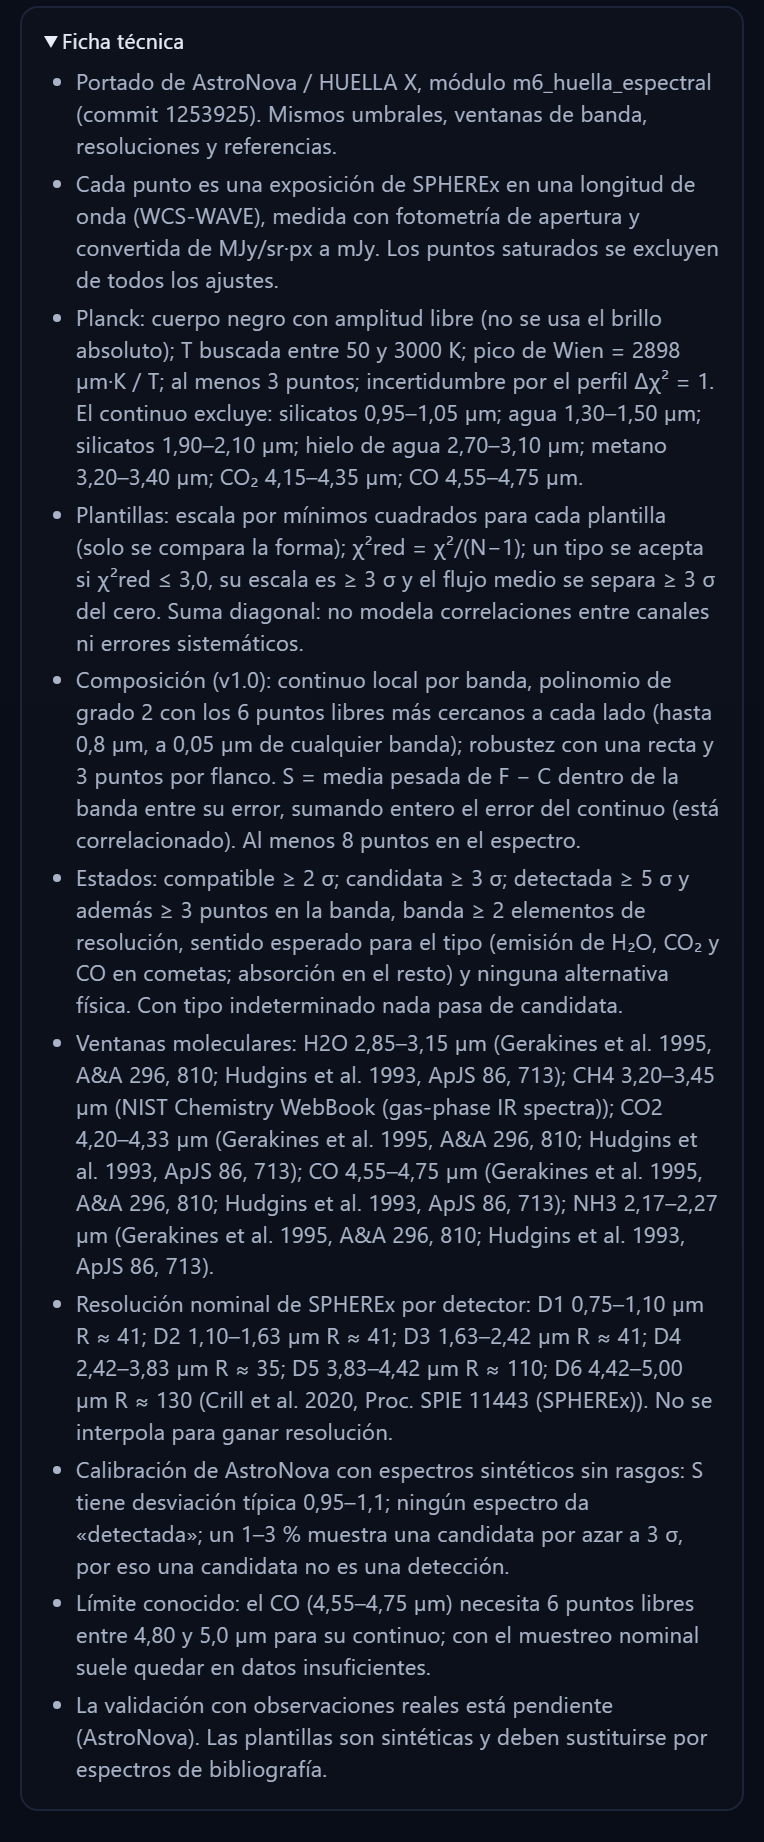 ▼ Ficha técnica
• Portado de AstroNova / HUELLA X, módulo m6_huella_espectral
(commit 1253925). Mismos umbrales, ventanas de banda,
resoluciones y referencias.
• Cada punto es una exposición de SPHEREx en una longitud de
onda (WCS-WAVE), medida con fotometría de apertura y
convertida de MJy/sr·px a mJy. Los puntos saturados se excluyen
de todos los ajustes.
• Planck: cuerpo negro con amplitud libre (no se usa el brillo
absoluto); T buscada entre 50 y 3000 K; pico de Wien = 2898
µm·K / T; al menos 3 puntos; incertidumbre por el perfil Δχ² = 1.
El continuo excluye: silicatos 0,95–1,05 µm; agua 1,30–1,50 µm;
silicatos 1,90–2,10 µm; hielo de agua 2,70–3,10 µm; metano
3,20–3,40 µm; CO₂ 4,15–4,35 µm; CO 4,55–4,75 µm.
• Plantillas: escala por mínimos cuadrados para cada plantilla
(solo se compara la forma); χ²red = χ²/(N−1); un tipo se acepta
si χ²red ≤ 3,0, su escala es ≥ 3 σ y el flujo medio se separa ≥ 3 σ
del cero. Suma diagonal: no modela correlaciones entre canales
ni errores sistemáticos.
• Composición (v1.0): continuo local por banda, polinomio de
grado 2 con los 6 puntos libres más cercanos a cada lado (hasta
0,8 µm, a 0,05 µm de cualquier banda); robustez con una recta y
3 puntos por flanco. S = media pesada de F − C dentro de la
banda entre su error, sumando entero el error del continuo (está
correlacionado). Al menos 8 puntos en el espectro.
• Estados: compatible ≥ 2 σ; candidata ≥ 3 σ; detectada ≥ 5 σ y
además ≥ 3 puntos en la banda, banda ≥ 2 elementos de
resolución, sentido esperado para el tipo (emisión de H₂O, CO₂ y
CO en cometas; absorción en el resto) y ninguna alternativa
física. Con tipo indeterminado nada pasa de candidata.
• Ventanas moleculares: H2O 2,85–3,15 µm (Gerakines et al. 1995,
A&A 296, 810; Hudgins et al. 1993, ApJS 86, 713); CH4 3,20–3,45
µm (NIST Chemistry WebBook (gas-phase IR spectra)); CO2
4,20–4,33 µm (Gerakines et al. 1995, A&A 296, 810; Hudgins et
al. 1993, ApJS 86, 713); CO 4,55–4,75 µm (Gerakines et al. 1995,
A&A 296, 810; Hudgins et al. 1993, ApJS 86, 713); NH3 2,17–2,27
µm (Gerakines et al. 1995, A&A 296, 810; Hudgins et al. 1993,
ApJS 86, 713).
• Resolución nominal de SPHEREx por detector: D1 0,75–1,10 µm
R ≈ 41; D2 1,10–1,63 µm R ≈ 41; D3 1,63–2,42 µm R ≈ 41; D4
2,42–3,83 µm R ≈ 35; D5 3,83–4,42 µm R ≈ 110; D6 4,42–5,00
µm R ≈ 130 (Crill et al. 2020, Proc. SPIE 11443 (SPHEREx)). No se
interpola para ganar resolución.
• Calibración de AstroNova con espectros sintéticos sin rasgos: S
tiene desviación típica 0,95–1,1; ningún espectro da
«detectada»; un 1–3 % muestra una candidata por azar a 3 σ,
por eso una candidata no es una detección.
• Límite conocido: el CO (4,55–4,75 µm) necesita 6 puntos libres
entre 4,80 y 5,0 µm para su continuo; con el muestreo nominal
suele quedar en datos insuficientes.
• La validación con observaciones reales está pendiente
(AstroNova). Las plantillas son sintéticas y deben sustituirse por
espectros de bibliografía.